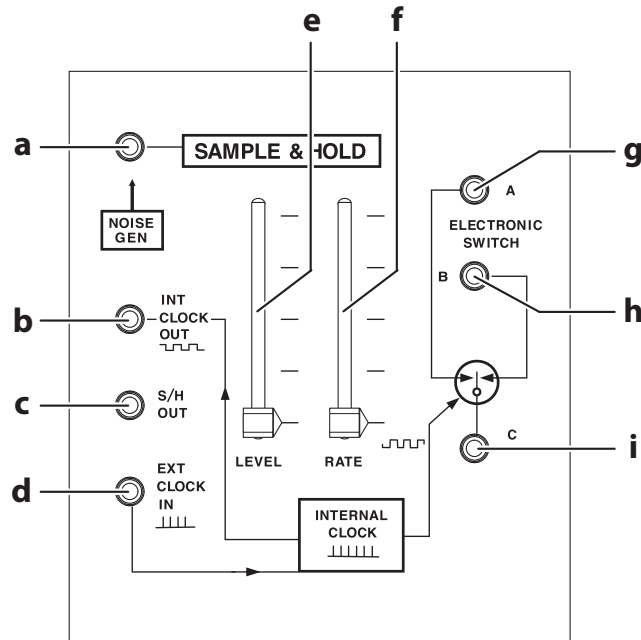 e
f
a
SAMPLE & HOLD
g
A
NOISE
GEN
ELECTRONIC
SWITCH
B
h
b
INT
CLOCK
OUT
c
S/H
OUT
C
i
LEVEL
RATE
d
EXT
CLOCK
IN
INTERNAL
CLOCK